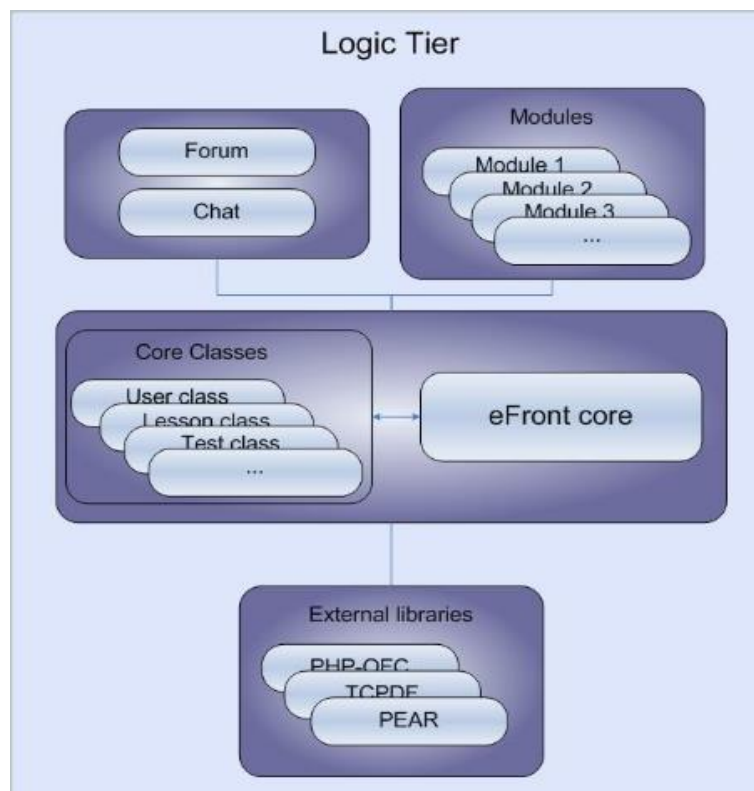 Logic Tier
Forum
Chat
Modules
Module 1
Module 2
Module 3
...
Core Classes
User class
Lesson class
Test class
...
eFront core
External libraries
PHP-OFC
TCPDF
PEAR